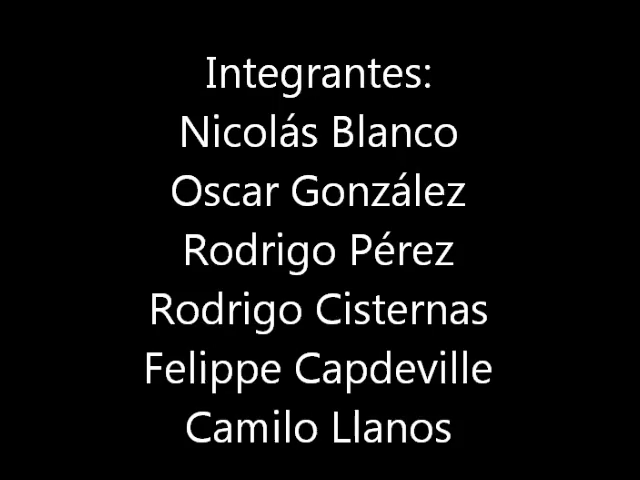 Integrantes:
Nicolás Blanco
Oscar González
Rodrigo Pérez
Rodrigo Cisternas
Felippe Capdeville
Camilo Llanos